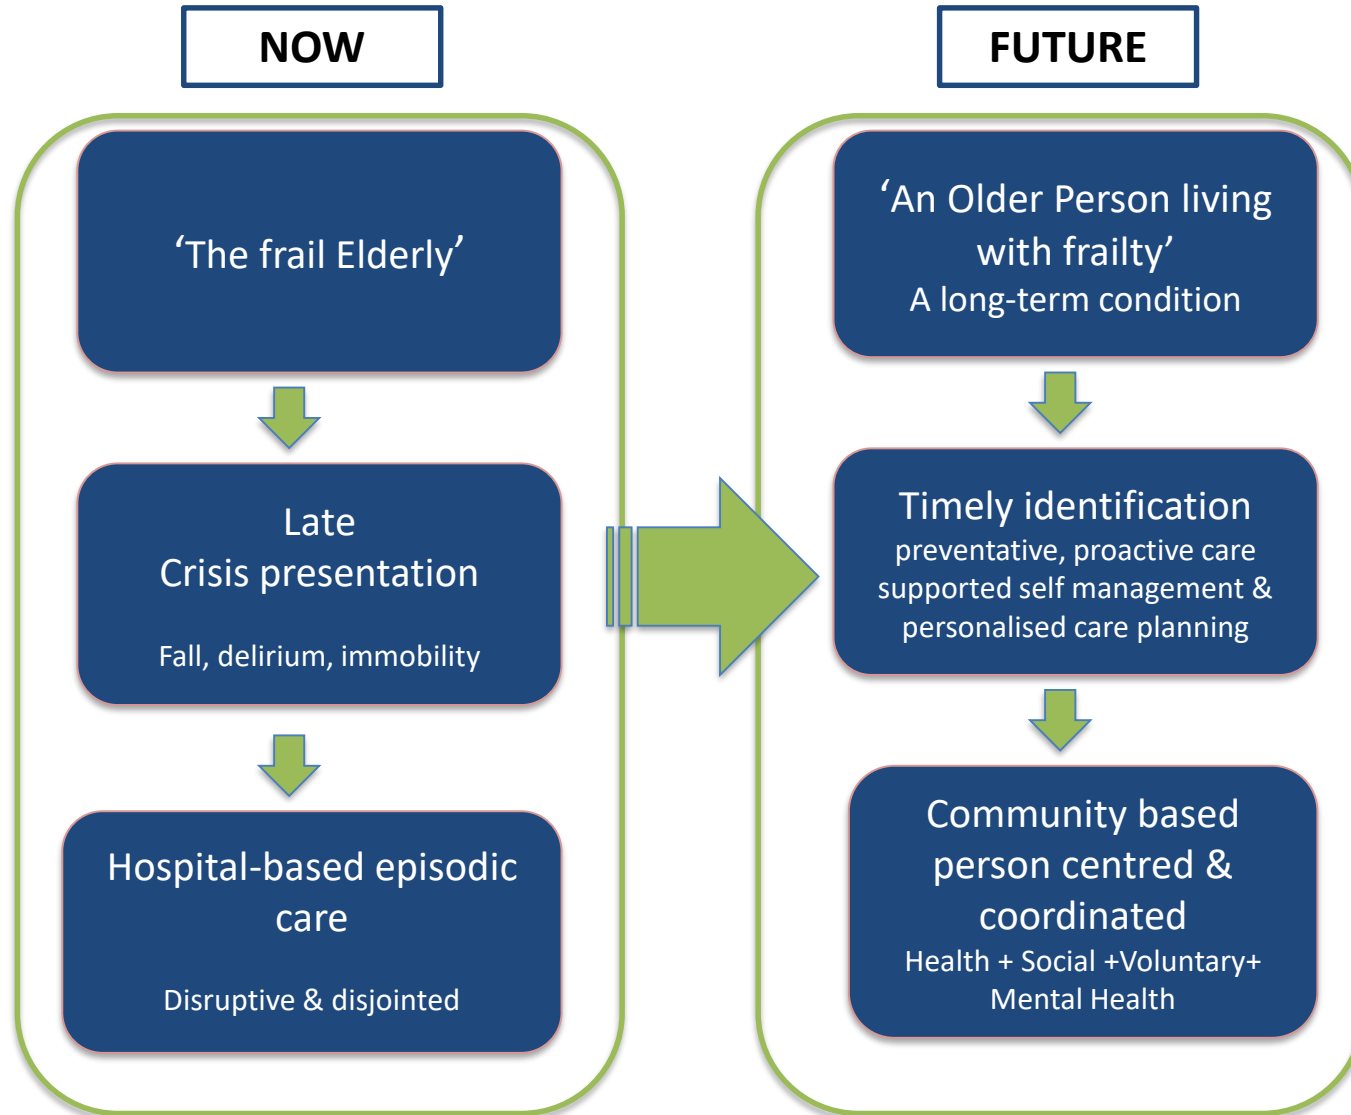 NOW
‘The frail Elderly’
Late
Crisis presentation
Fall, delirium, immobility
Hospital-based episodic
care
Disruptive & disjointed
FUTURE
‘An Older Person living
with frailty’
A long-term condition
Timely identification
preventative, proactive care
supported self management &
personalised care planning
Community based
person centred &
coordinated
Health + Social +Voluntary+
Mental Health